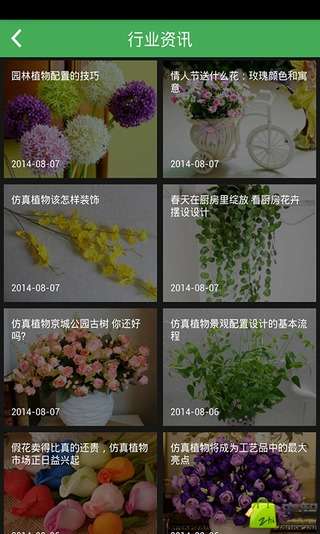 行业资讯
园林植物配置的技巧
2014-08-07
情人节送什么花：玫瑰颜色和寓
意
2014-08-07
仿真植物该怎样装饰
2014-08-07
春天在厨房里绽放 看厨房花卉
摆设设计
2014-08-07
仿真植物京城公园古树 你还好
吗?
2014-08-07
仿真植物景观配置设计的基本流
程
2014-08-06
假花卖得比真的还贵，仿真植物
市场正日益兴起
2014-08-06
仿真植物将成为工艺品中的最大
亮点
2014-08-06